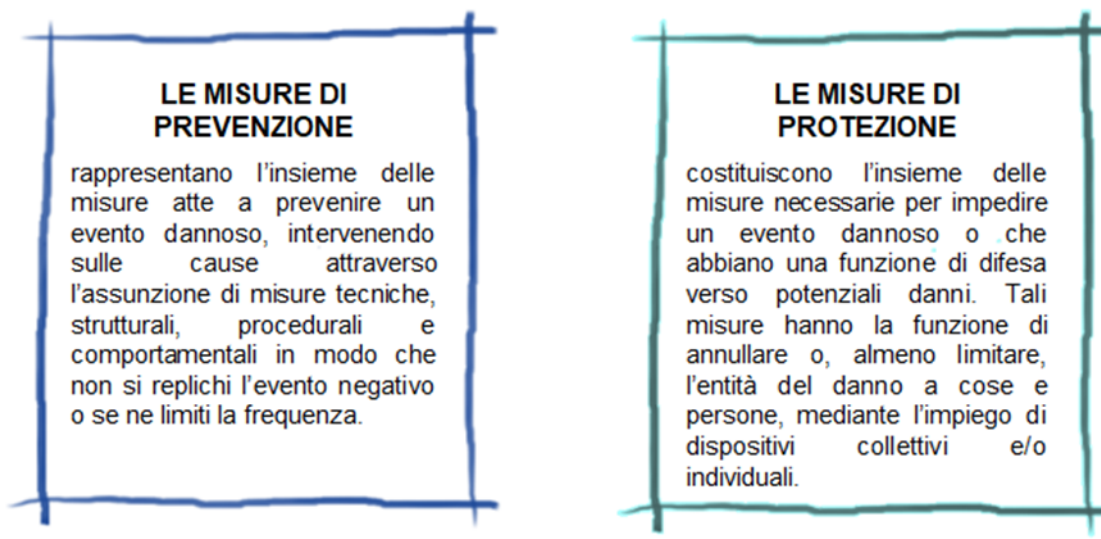 LE MISURE DI
PREVENZIONE
rappresentano l'insieme delle
misure atte a prevenire un
evento dannoso, intervenendo
sulle cause attraverso
l'assunzione di misure tecniche,
strutturali, procedurali e
comportamentali in modo che
non si replichi l'evento negativo
o se ne limiti la frequenza.
LE MISURE DI
PROTEZIONE
costituiscono l'insieme delle
misure necessarie per impedire
un evento dannoso o che
abbiano una funzione di difesa
verso potenziali danni. Tali
misure hanno la funzione di
annullare o, almeno limitare,
l'entità del danno a cose e
persone, mediante l'impiego di
dispositivi collettivi e/o
individuali.